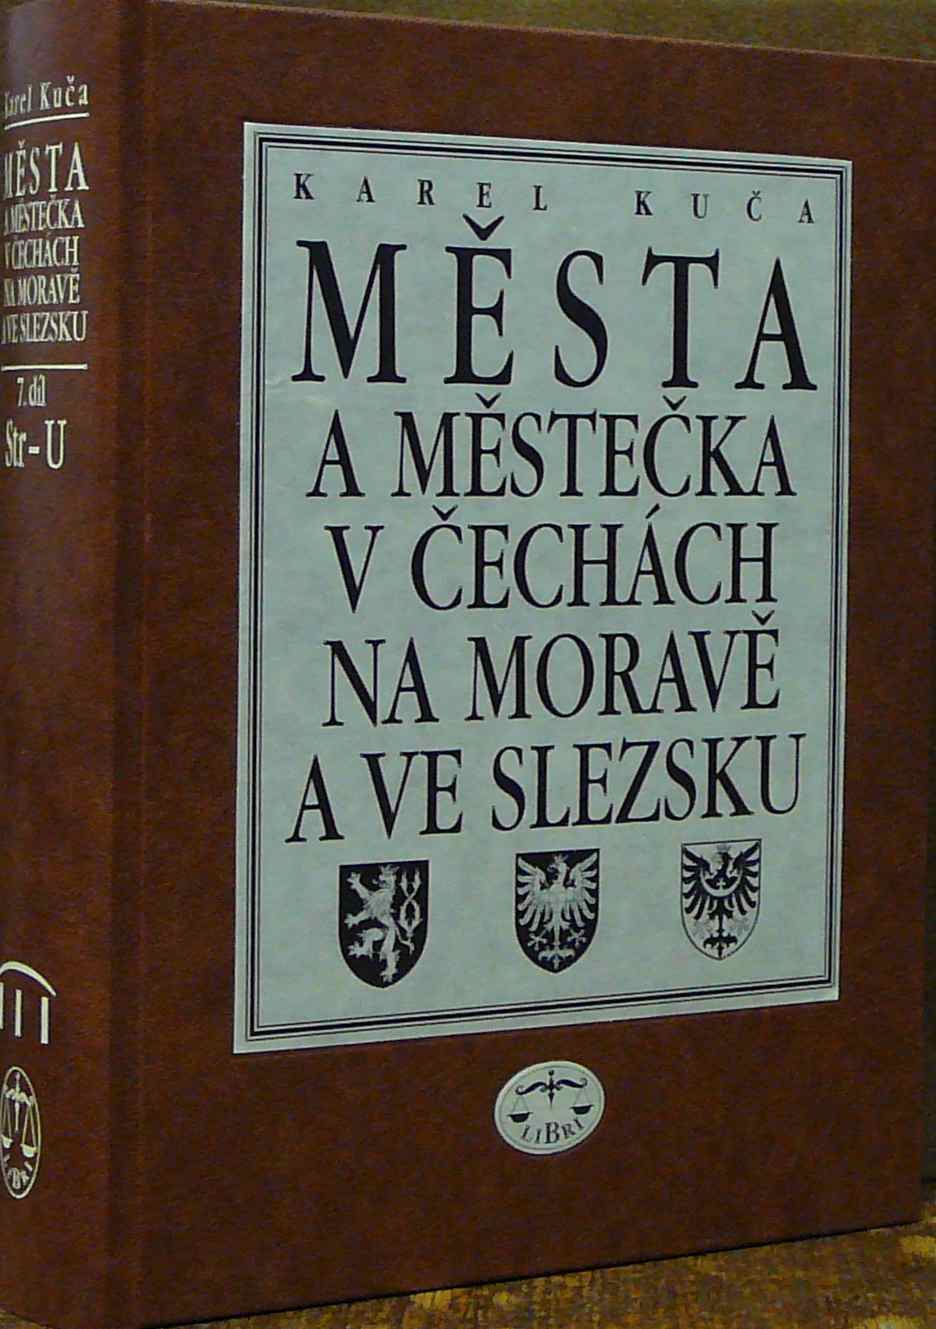 Karel Kuča
MĚSTA
A MĚSTEČKA
V ČECHÁCH
NA MORAVĚ
A VE SLEZSKU
7. díl
Str-U
LIBRI
KAREL KUČA
MĚSTA
A MĚSTEČKA
V ČECHÁCH
NA MORAVĚ
A VE SLEZSKU
LIBRI